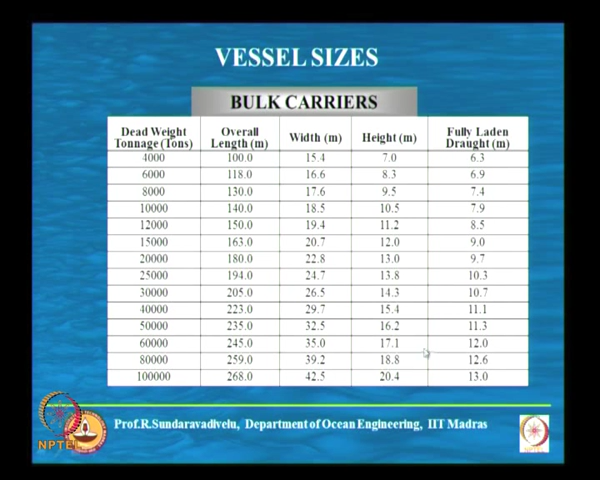 VESSEL SIZES
BULK CARRIERS
Dead Weight Tonnage (Tons) Overall Length (m) Width (m) Height (m) Fully Laden Draught (m)
4000 100.0 15.4 7.0 6.3
6000 118.0 16.6 8.3 6.9
8000 130.0 17.6 9.5 7.4
10000 140.0 18.5 10.5 7.9
12000 150.0 19.4 11.2 8.5
15000 163.0 20.7 12.0 9.0
20000 180.0 22.8 13.0 9.7
25000 194.0 24.7 13.8 10.3
30000 205.0 26.5 14.3 10.7
40000 223.0 29.7 15.4 11.1
50000 235.0 32.5 16.2 11.3
60000 245.0 35.0 17.1 12.0
80000 259.0 39.2 18.8 12.6
100000 268.0 42.5 20.4 13.0
Prof.R.Sundaravadivelu, Department of Ocean Engineering, IIT Madras
NPTEL